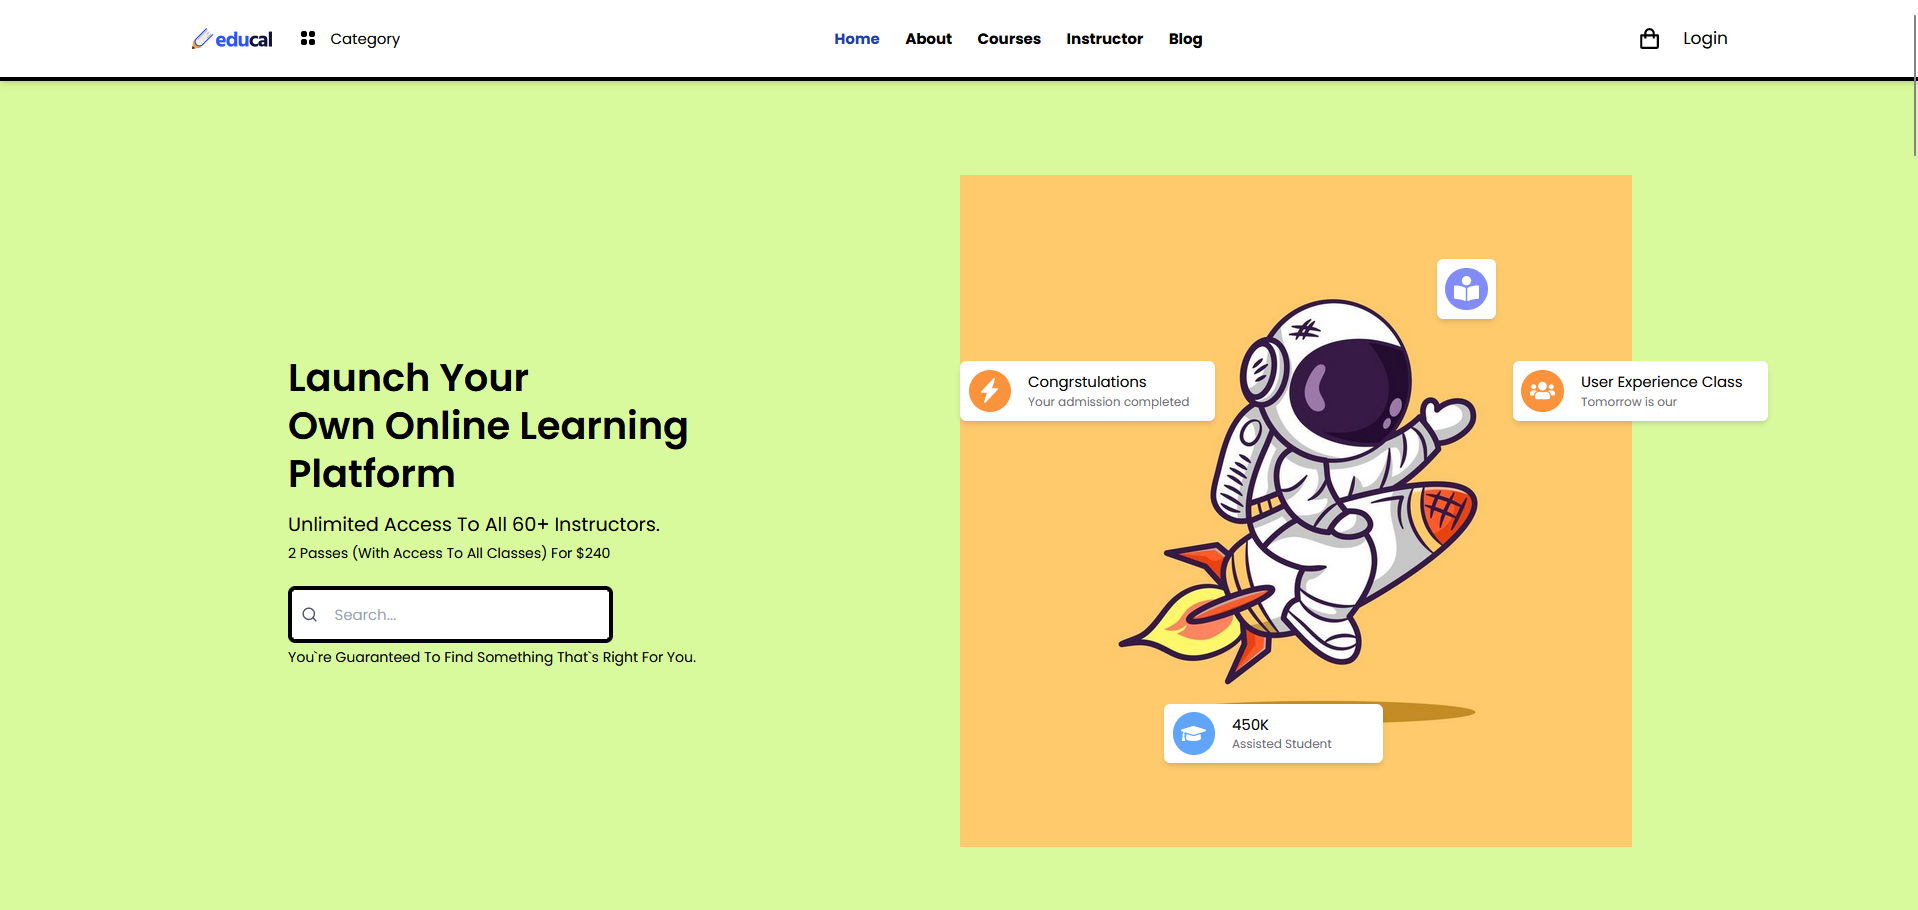 educal
Category
Home
About
Courses
Instructor
Blog
Login
Launch Your
Own Online Learning
Platform
Unlimited Access To All 60+ Instructors.
2 Passes (With Access To All Classes) For $240
Search...
You`re Guaranteed To Find Something That`s Right For You.
Congrstulations
Your admission completed
User Experience Class
Tomorrow is our
450K
Assisted Student